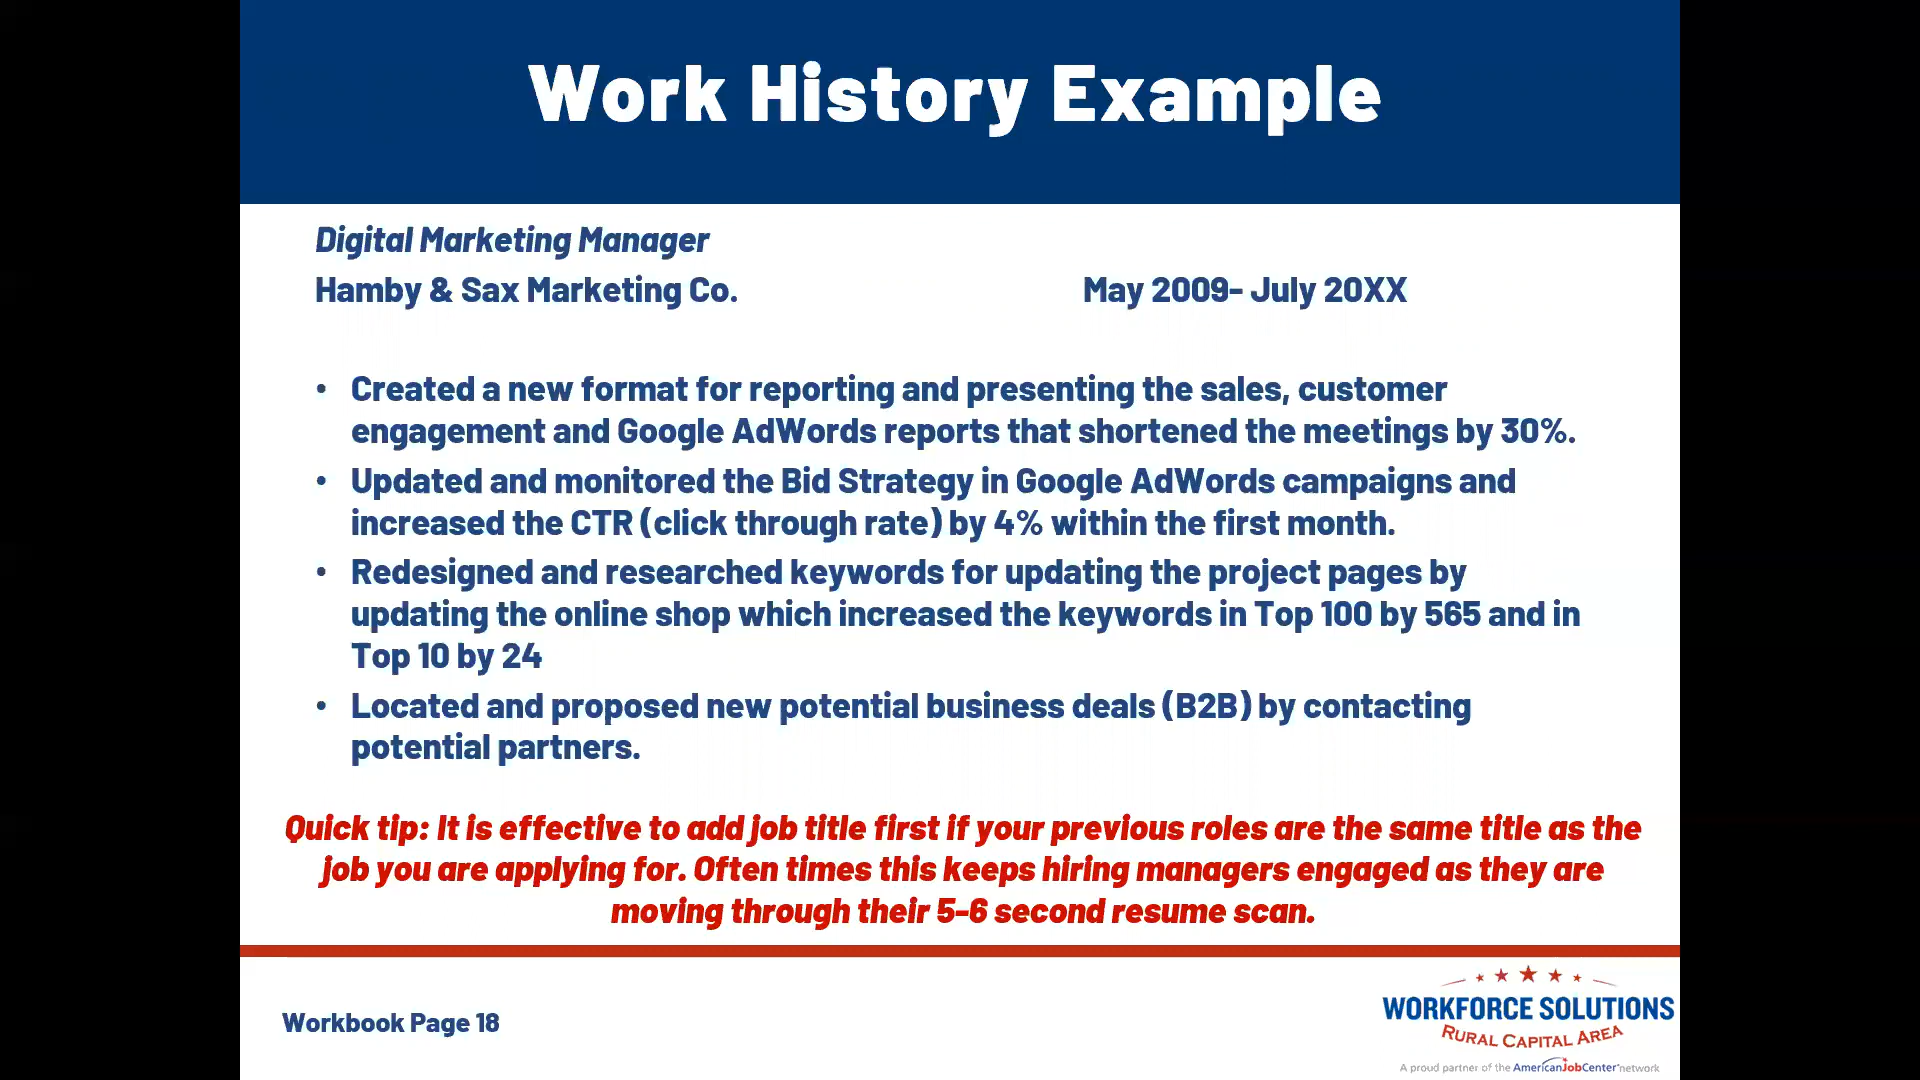 Work History Example
Digital Marketing Manager
Hamby & Sax Marketing Co. May 2009- July 20XX
• Created a new format for reporting and presenting the sales, customer
engagement and Google AdWords reports that shortened the meetings by 30%.
• Updated and monitored the Bid Strategy in Google AdWords campaigns and
increased the CTR (click through rate) by 4% within the first month.
• Redesigned and researched keywords for updating the project pages by
updating the online shop which increased the keywords in Top 100 by 565 and in
Top 10 by 24
• Located and proposed new potential business deals (B2B) by contacting
potential partners.
Quick tip: It is effective to add job title first if your previous roles are the same title as the
job you are applying for. Often times this keeps hiring managers engaged as they are
moving through their 5-6 second resume scan.
Workbook Page 18
WORKFORCE SOLUTIONS
RURAL CAPITAL AREA
A proud partner of the AmericanJobCenter network